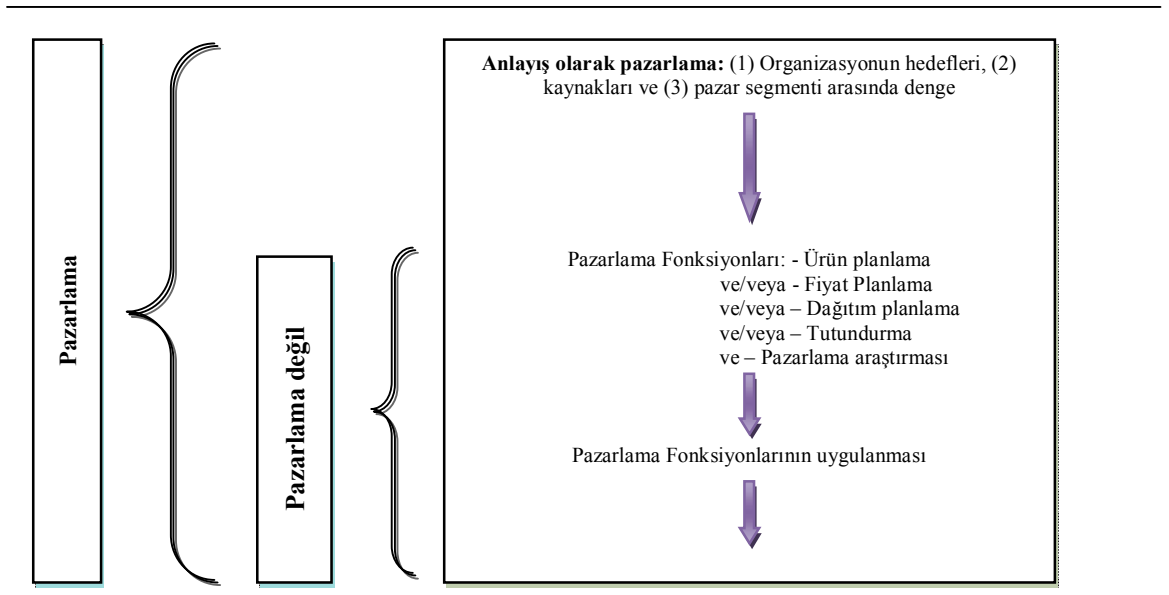 Pazarlama
Pazarlama değil
Anlayış olarak pazarlama: (1) Organizasyonun hedefleri, (2)
kaynakları ve (3) pazar segmenti arasında denge
Pazarlama Fonksiyonları: - Ürün planlama
ve/veya - Fiyat Planlama
ve/veya – Dağıtım planlama
ve/veya – Tutundurma
ve – Pazarlama araştırması
Pazarlama Fonksiyonlarının uygulanması